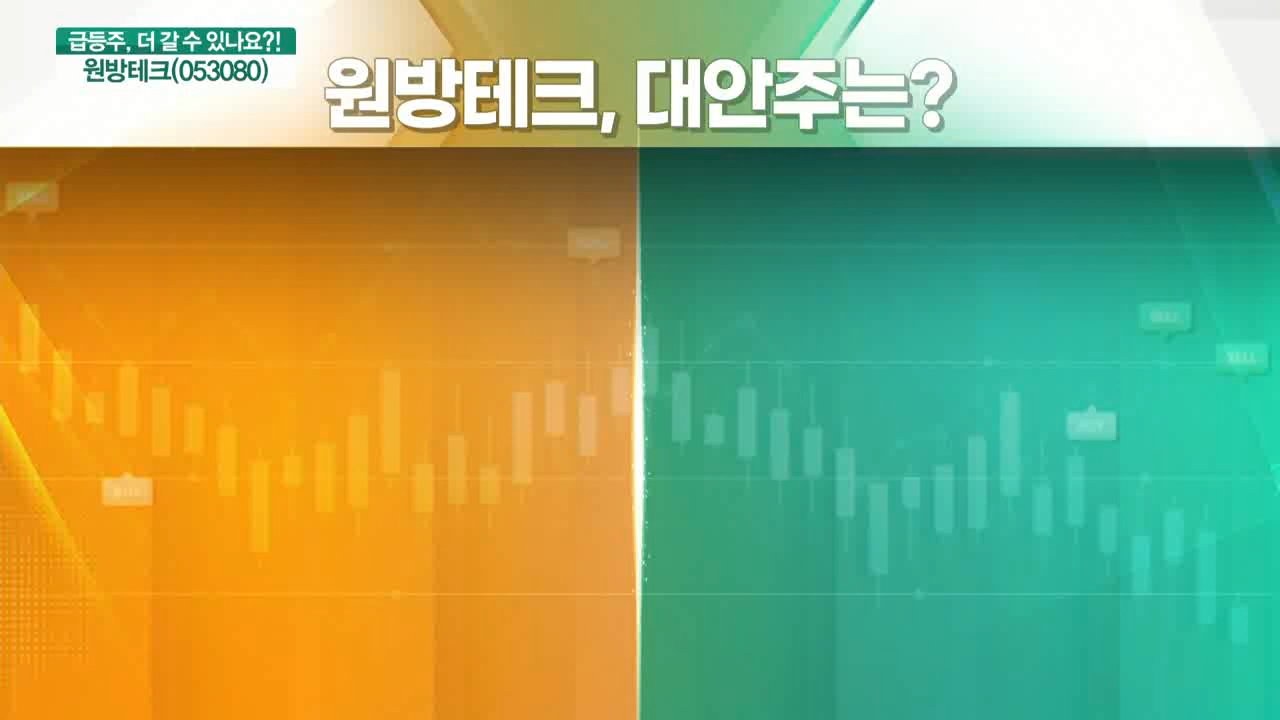 급등주, 더 갈 수 있나요?!
원방테크(053080)
원방테크, 대안주는?
SELL